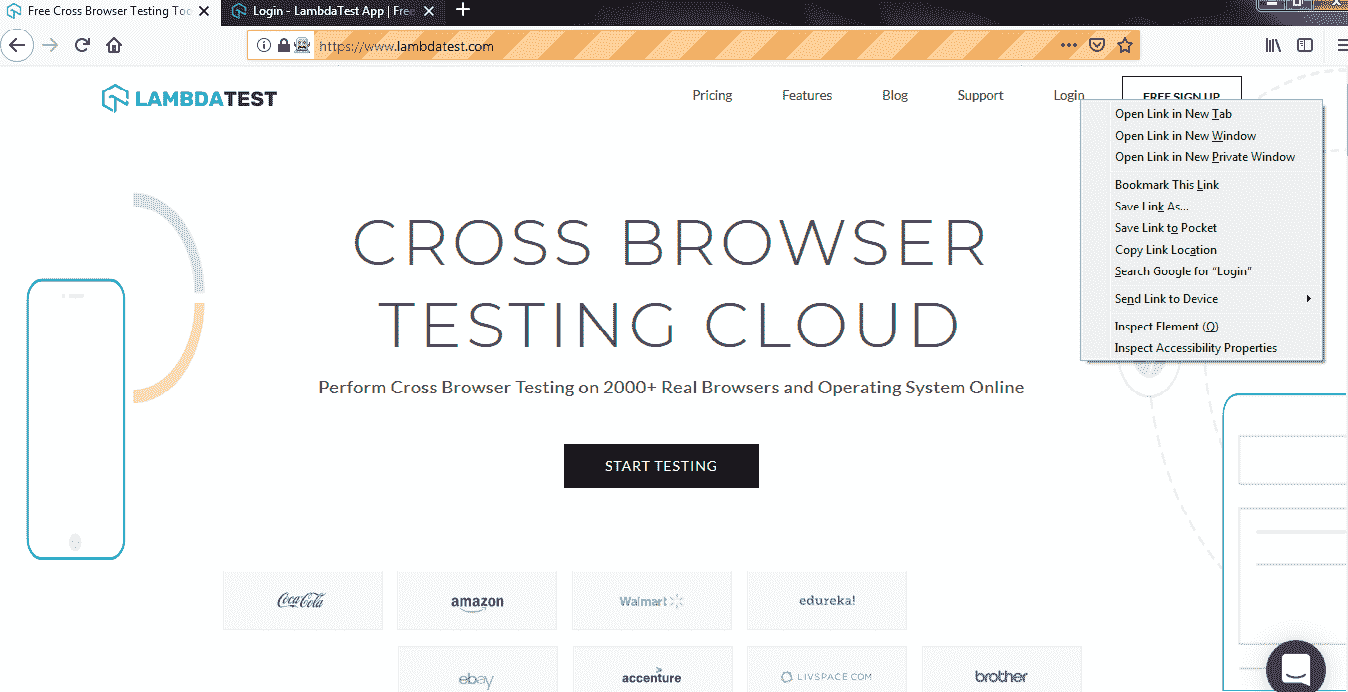 Free Cross Browser Testing Too
Login - LambdaTest App | Free
https://www.lambdatest.com
LAMBDATEST
Pricing
Features
Blog
Support
Login
FREE SIGN UP
Open Link in New Tab
Open Link in New Window
Open Link in New Private Window
Bookmark This Link
Save Link As...
Save Link to Pocket
Copy Link Location
Search Google for “Login”
Send Link to Device
Inspect Element (Q)
Inspect Accessibility Properties
CROSS BROWSER
TESTING CLOUD
Perform Cross Browser Testing on 2000+ Real Browsers and Operating System Online
START TESTING
Coca-Cola
amazon
Walmart
edureka!
ebay
accenture
LIVSPACE.COM
brother